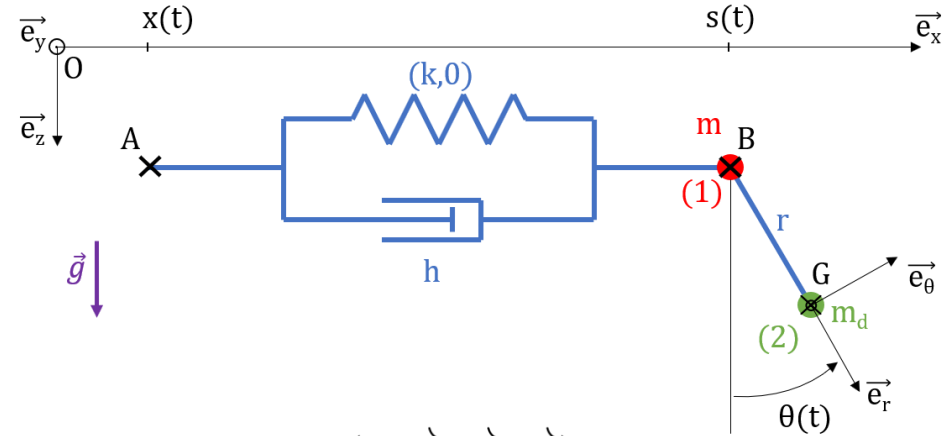 x(t) s(t)
e_y e_x
O
(k,0)
e_z
A m B
(1)
r
g
h G e_θ
m_d
(2)
e_r
θ(t)